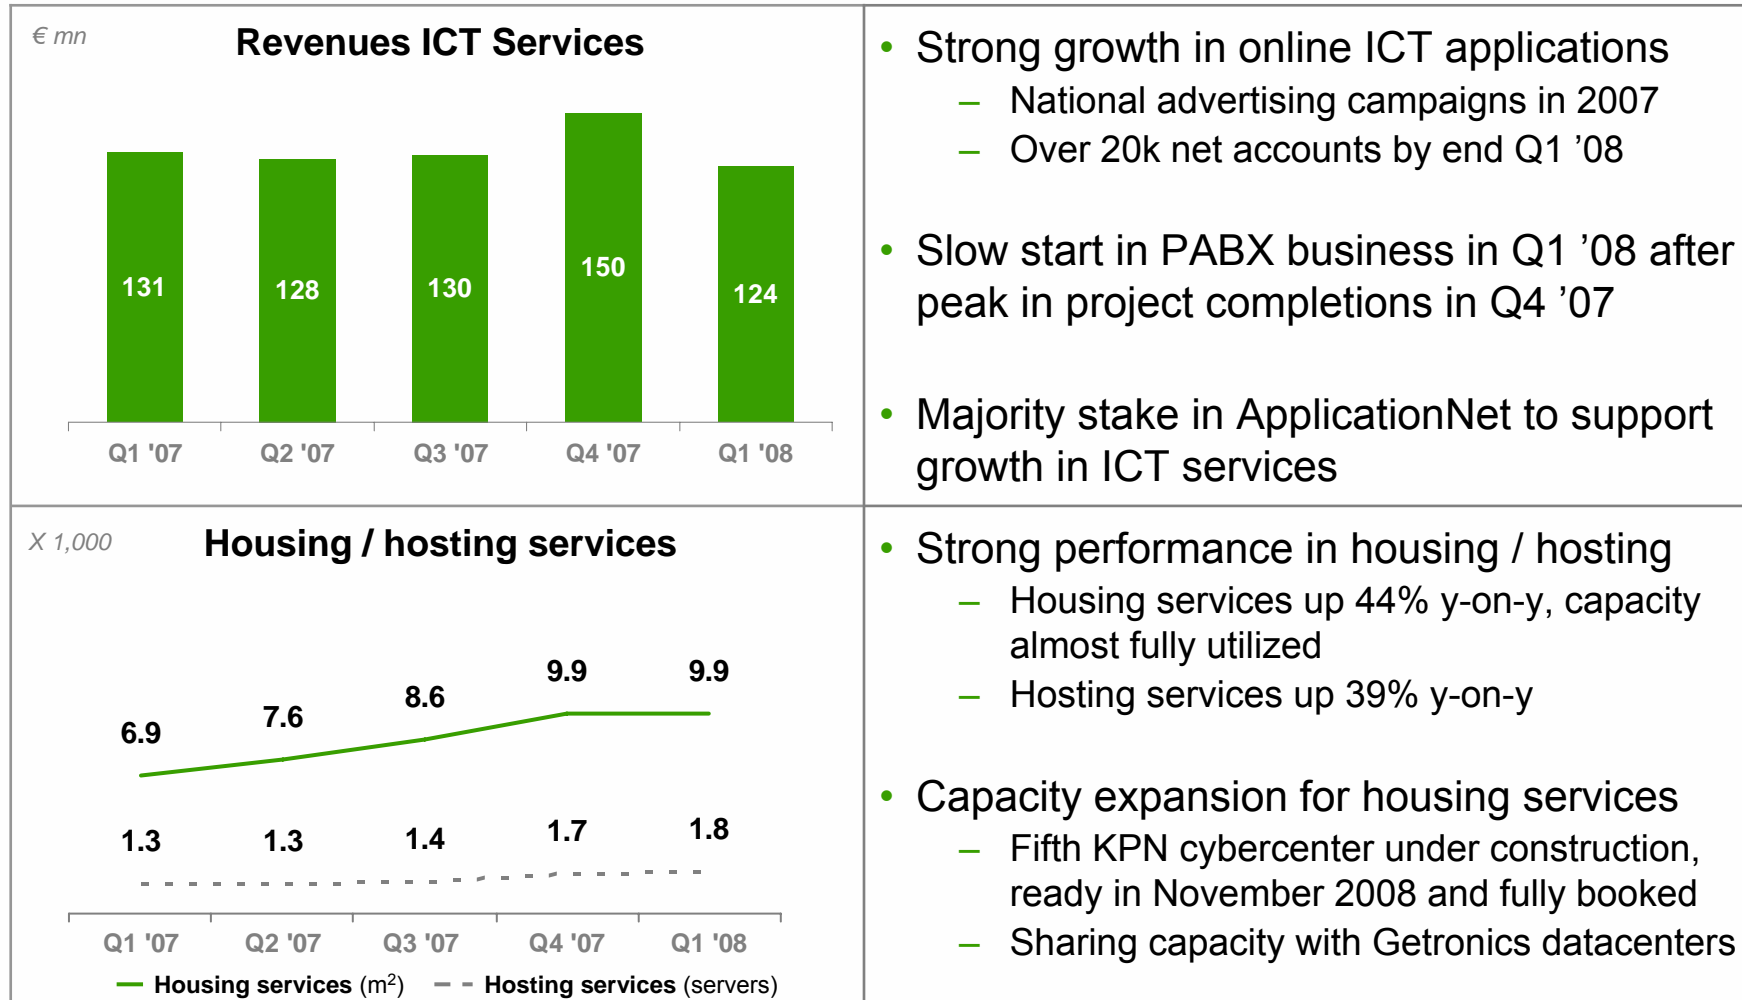 € mn
Revenues ICT Services
131
128
130
150
124
Q1 '07
Q2 '07
Q3 '07
Q4 '07
Q1 '08
• Strong growth in online ICT applications
– National advertising campaigns in 2007
– Over 20k net accounts by end Q1 ’08
• Slow start in PABX business in Q1 ’08 after
peak in project completions in Q4 ’07
• Majority stake in ApplicationNet to support
growth in ICT services
X 1,000
Housing / hosting services
6.9
7.6
8.6
9.9
9.9
1.3
1.3
1.4
1.7
1.8
Q1 '07
Q2 '07
Q3 '07
Q4 '07
Q1 '08
Housing services (m²)
Hosting services (servers)
• Strong performance in housing / hosting
– Housing services up 44% y-on-y, capacity
almost fully utilized
– Hosting services up 39% y-on-y
• Capacity expansion for housing services
– Fifth KPN cybercenter under construction,
ready in November 2008 and fully booked
– Sharing capacity with Getronics datacenters